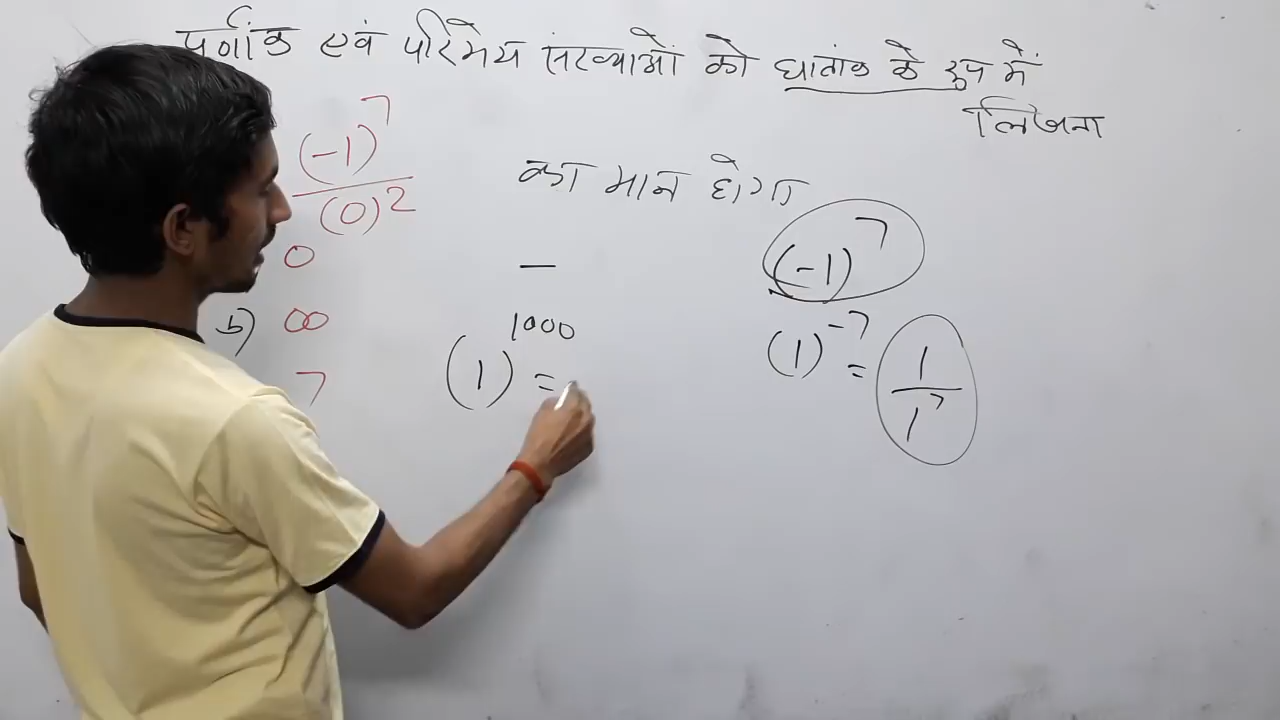 पूर्णांक एवं परिमेय संख्याओं को घातांक के रूप में
लिखना
(-1)^7 / (0)^2 का मान होगा
0
b) ∞
7
—
(1)^1000 =
(-1)^7
(1)^-7 = 1 / 1^7